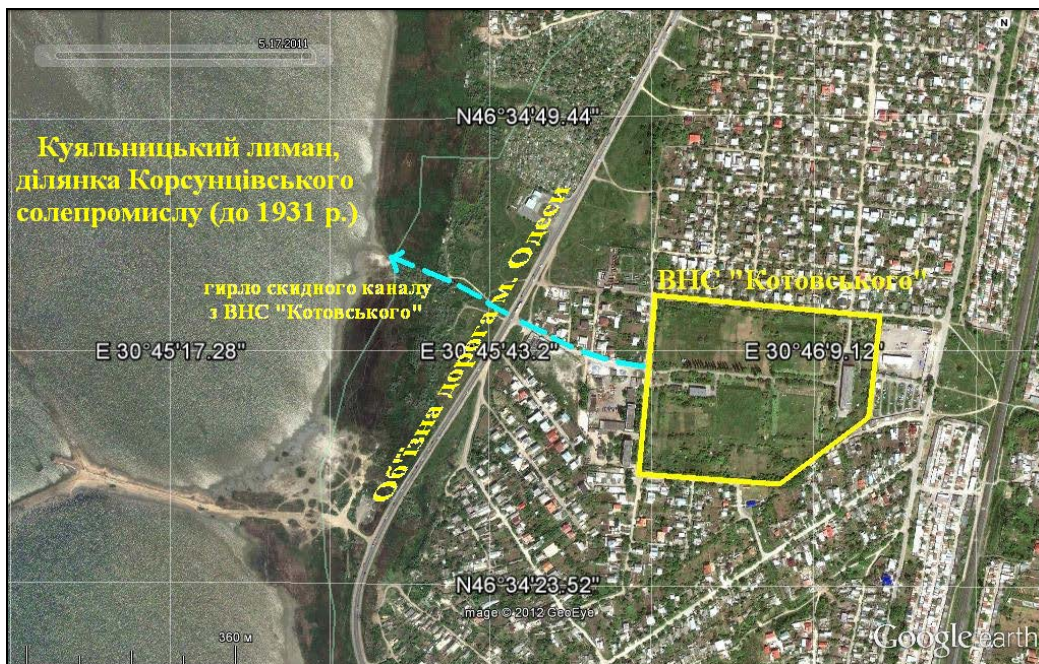 5.17.2011
N
N46°34'49.44"
Куяльницький лиман,
ділянка Корсунцівського
солепромислу (до 1931 р.)
Об'їзна дорога м. Одеси
ВНС "Котовського"
гирло скидного каналу
з ВНС "Котовського"
E 30°45'17.28"
E 30°45'43.2"
E 30°46'9.12"
N46°34'23.52"
Image © 2012 GeoEye
360 м
Google earth